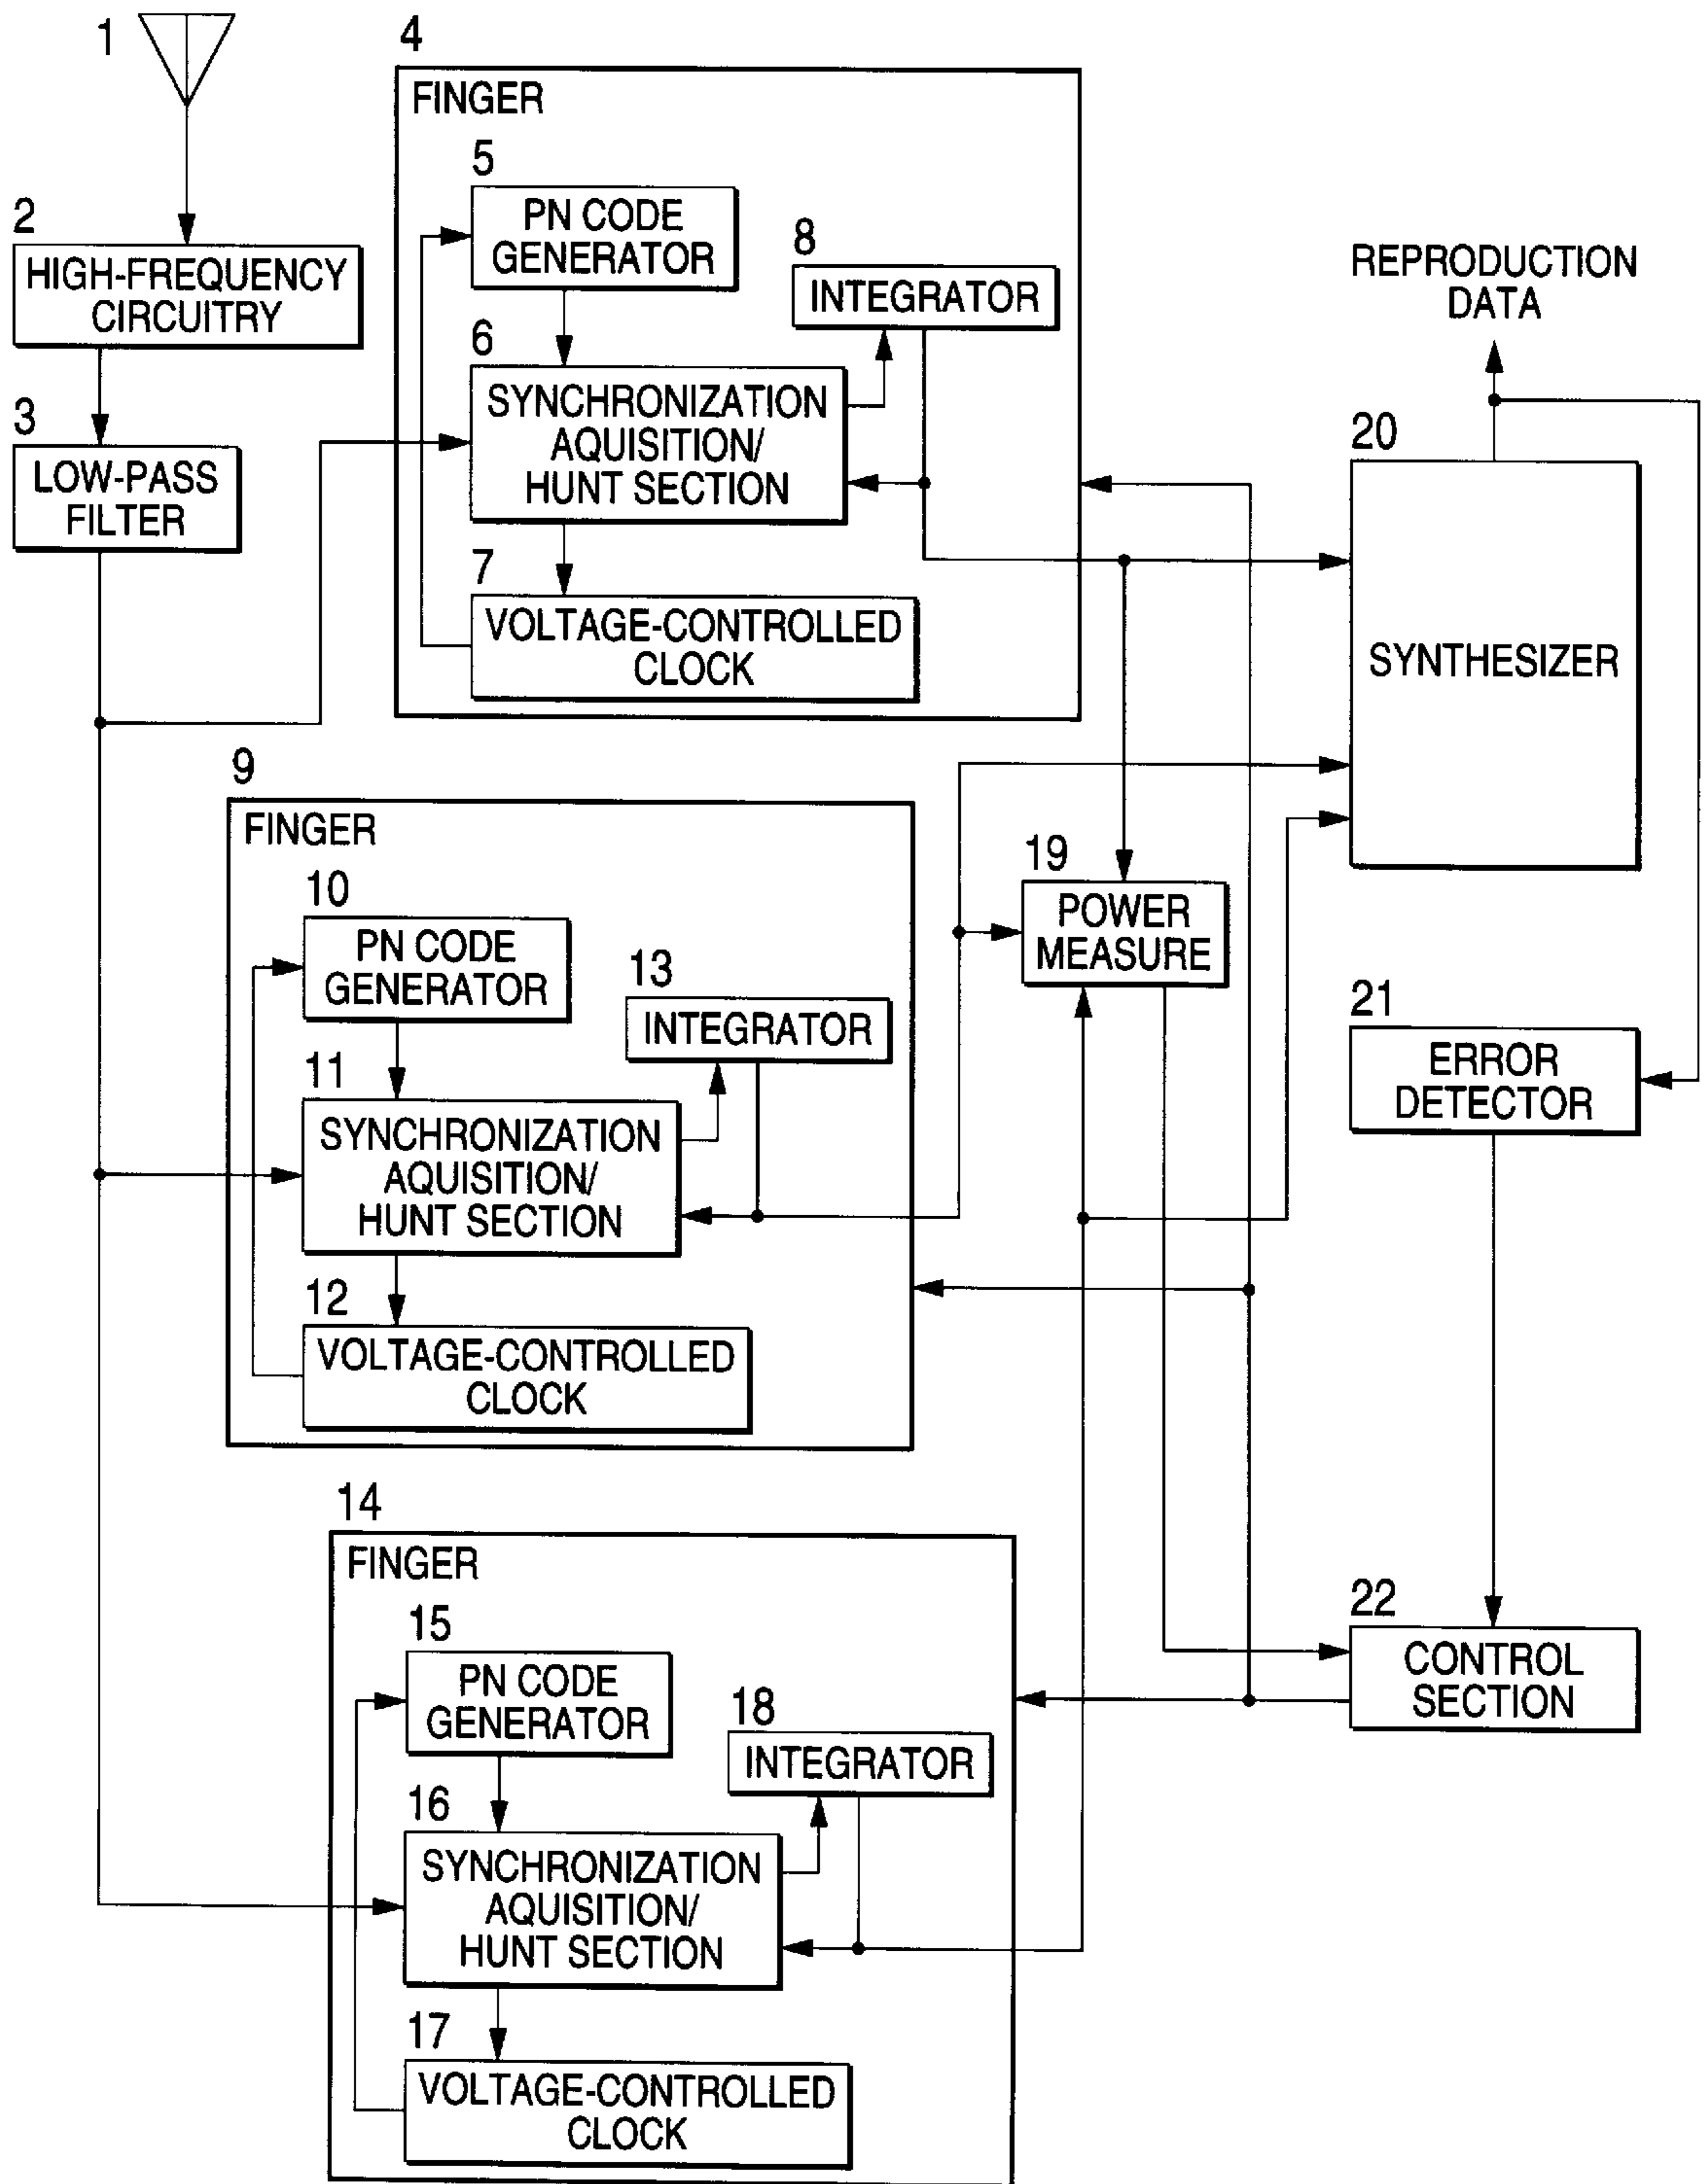 1
2
HIGH-FREQUENCY
CIRCUITRY
3
LOW-PASS
FILTER
4
FINGER
5
PN CODE
GENERATOR
8
INTEGRATOR
6
SYNCHRONIZATION
AQUISITION/
HUNT SECTION
7
VOLTAGE-CONTROLLED
CLOCK
REPRODUCTION
DATA
20
SYNTHESIZER
9
FINGER
10
PN CODE
GENERATOR
13
INTEGRATOR
11
SYNCHRONIZATION
AQUISITION/
HUNT SECTION
12
VOLTAGE-CONTROLLED
CLOCK
19
POWER
MEASURE
21
ERROR
DETECTOR
14
FINGER
15
PN CODE
GENERATOR
18
INTEGRATOR
16
SYNCHRONIZATION
AQUISITION/
HUNT SECTION
17
VOLTAGE-CONTROLLED
CLOCK
22
CONTROL
SECTION